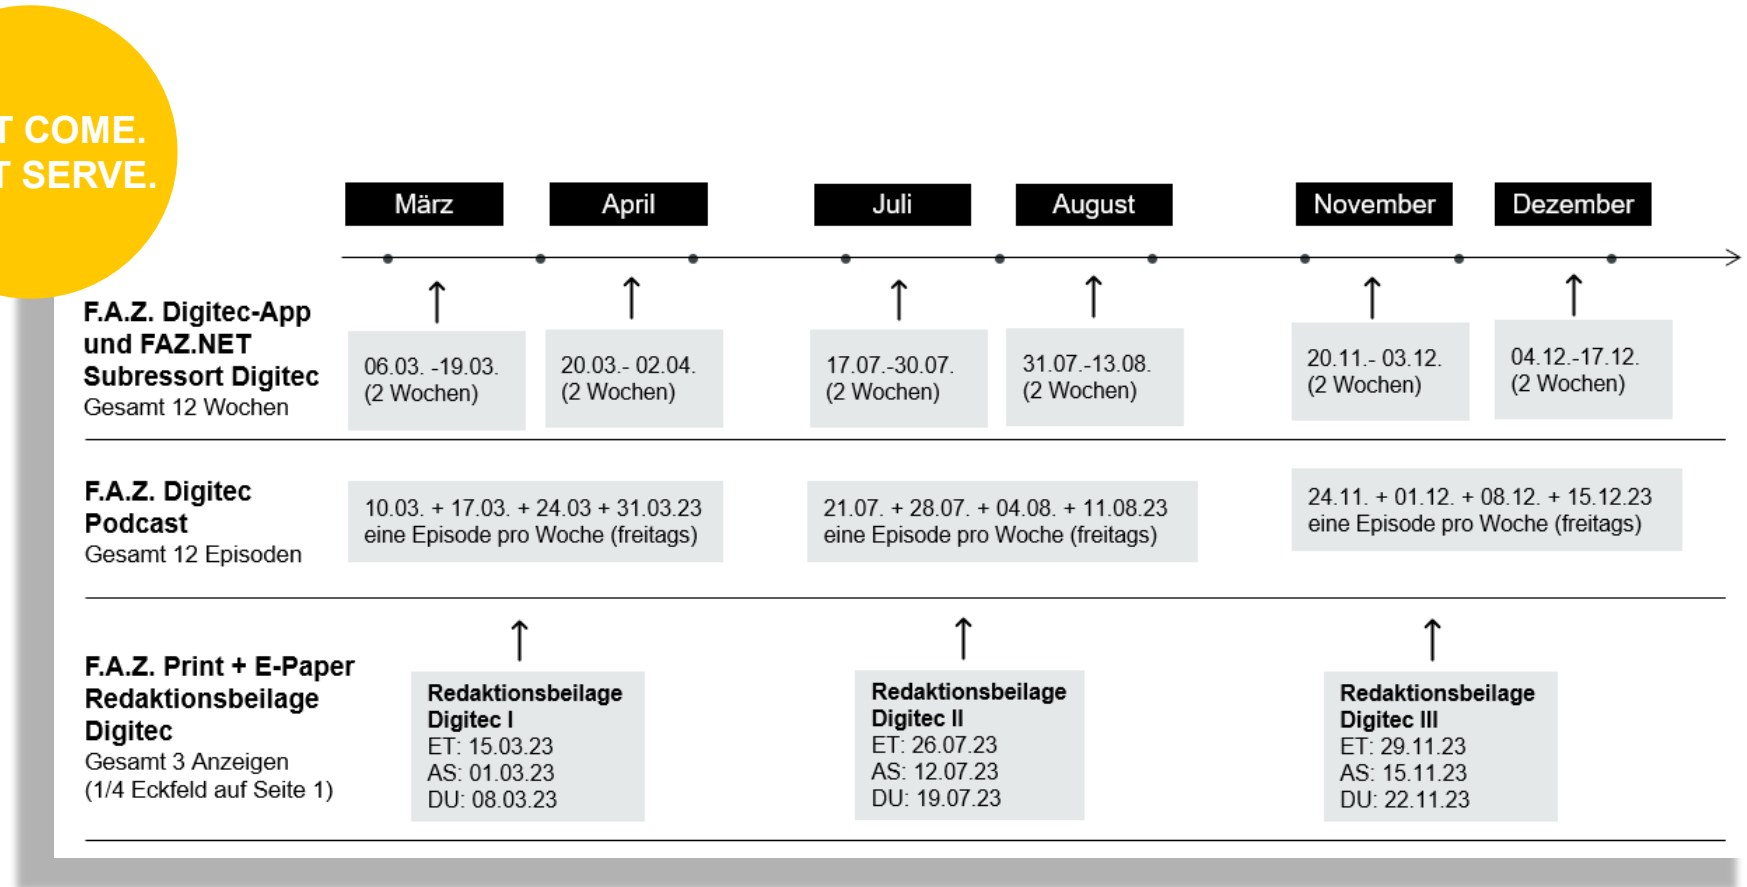 T COME.
T SERVE.
März
April
Juli
August
November
Dezember
F.A.Z. Digitec-App
und FAZ.NET
Subressort Digitec
Gesamt 12 Wochen
06.03. -19.03.
(2 Wochen)
20.03.- 02.04.
(2 Wochen)
17.07.-30.07.
(2 Wochen)
31.07.-13.08.
(2 Wochen)
20.11.- 03.12.
(2 Wochen)
04.12.-17.12.
(2 Wochen)
F.A.Z. Digitec
Podcast
Gesamt 12 Episoden
10.03. + 17.03. + 24.03 + 31.03.23
eine Episode pro Woche (freitags)
21.07. + 28.07. + 04.08. + 11.08.23
eine Episode pro Woche (freitags)
24.11. + 01.12. + 08.12. + 15.12.23
eine Episode pro Woche (freitags)
F.A.Z. Print + E-Paper
Redaktionsbeilage
Digitec
Gesamt 3 Anzeigen
(1/4 Eckfeld auf Seite 1)
Redaktionsbeilage
Digitec I
ET: 15.03.23
AS: 01.03.23
DU: 08.03.23
Redaktionsbeilage
Digitec II
ET: 26.07.23
AS: 12.07.23
DU: 19.07.23
Redaktionsbeilage
Digitec III
ET: 29.11.23
AS: 15.11.23
DU: 22.11.23